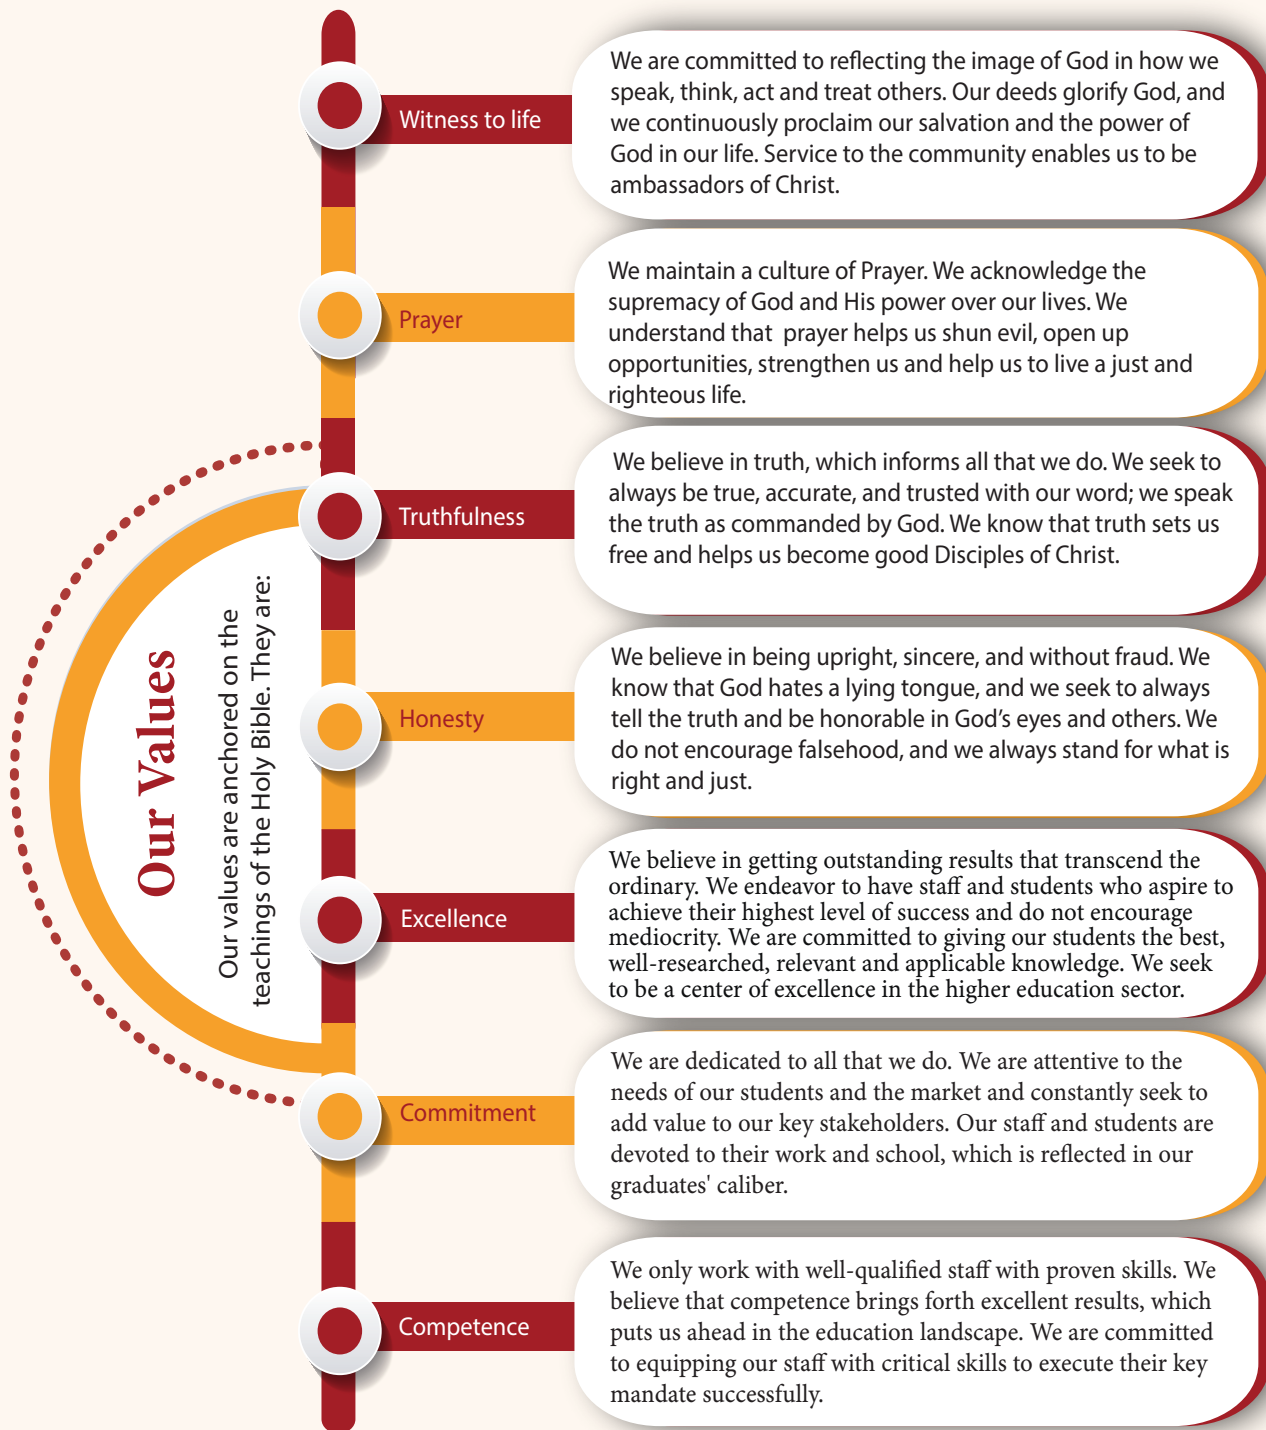 Our Values
Our values are anchored on the
teachings of the Holy Bible. They are:
Witness to life
We are committed to reflecting the image of God in how we
speak, think, act and treat others. Our deeds glorify God, and
we continuously proclaim our salvation and the power of
God in our life. Service to the community enables us to be
ambassadors of Christ.
Prayer
We maintain a culture of Prayer. We acknowledge the
supremacy of God and His power over our lives. We
understand that  prayer helps us shun evil, open up
opportunities, strengthen us and help us to live a just and
righteous life.
Truthfulness
We believe in truth, which informs all that we do. We seek to
always be true, accurate, and trusted with our word; we speak
the truth as commanded by God. We know that truth sets us
free and helps us become good Disciples of Christ.
Honesty
We believe in being upright, sincere, and without fraud. We
know that God hates a lying tongue, and we seek to always
tell the truth and be honorable in God’s eyes and others. We
do not encourage falsehood, and we always stand for what is
right and just.
Excellence
We believe in getting outstanding results that transcend the
ordinary. We endeavor to have staff and students who aspire to
achieve their highest level of success and do not encourage
mediocrity. We are committed to giving our students the best,
well-researched, relevant and applicable knowledge. We seek
to be a center of excellence in the higher education sector.
Commitment
We are dedicated to all that we do. We are attentive to the
needs of our students and the market and constantly seek to
add value to our key stakeholders. Our staff and students are
devoted to their work and school, which is reflected in our
graduates' caliber.
Competence
We only work with well-qualified staff with proven skills. We
believe that competence brings forth excellent results, which
puts us ahead in the education landscape. We are committed
to equipping our staff with critical skills to execute their key
mandate successfully.